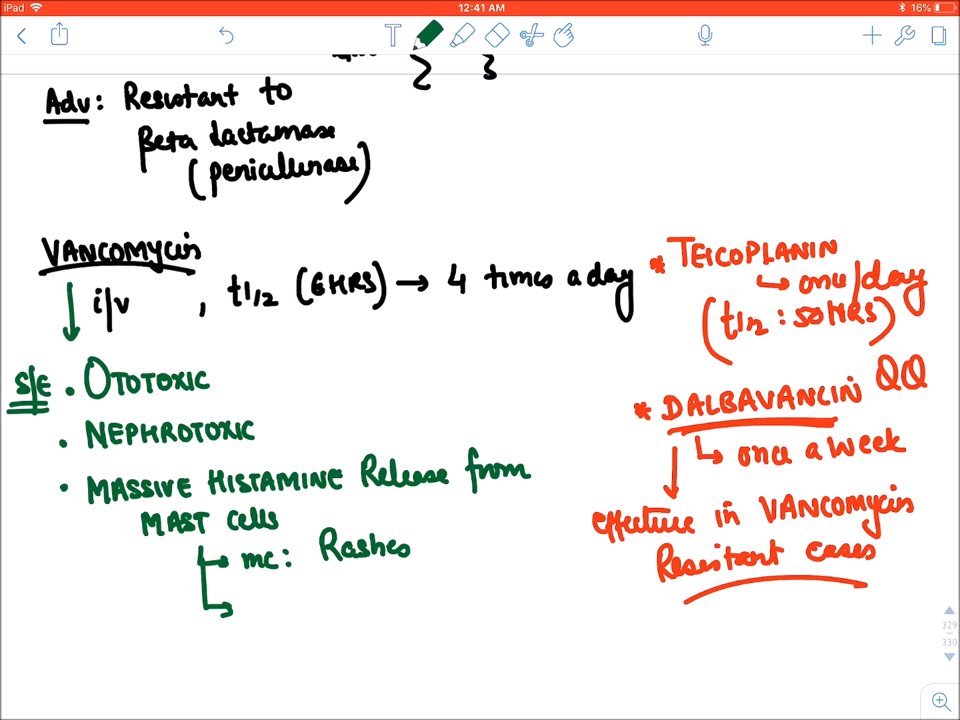 iPad 12:41 AM 16%
T
2 3
Adv: Resistant to
Beta lactamase
(penicillinase)
VANCOMYCIN
i/v , t1/2 (6HRS) → 4 times a day
* TEICOPLANIN
↳ once/day
(t1/2 : 50HRS)
S/E • OTOTOXIC
• NEPHROTOXIC
• MASSIVE HISTAMINE Release from
MAST cells
→ mc: Rashes
* DALBAVANCIN QQ
↳ once a week
effective in VANCOMYCIN
Resistant cases
329
330